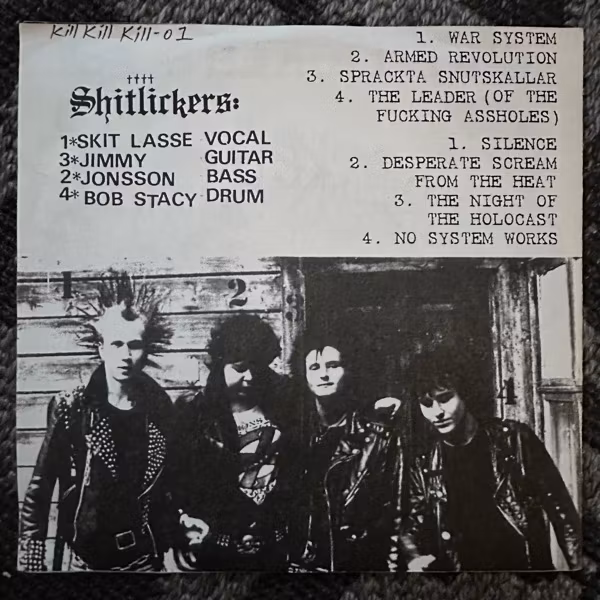 Kill Kill Kill-01
Shitlickers:
1*SKIT LASSE VOCAL
3*JIMMY GUITAR
2*JONSSON BASS
4*BOB STACY DRUM
1. WAR SYSTEM
2. ARMED REVOLUTION
3. SPRACKTA SNUTSKALLAR
4. THE LEADER (OF THE
FUCKING ASSHOLES)
1. SILENCE
2. DESPERATE SCREAM
FROM THE HEAT
3. THE NIGHT OF
THE HOLOCAST
4. NO SYSTEM WORKS
1
2
4